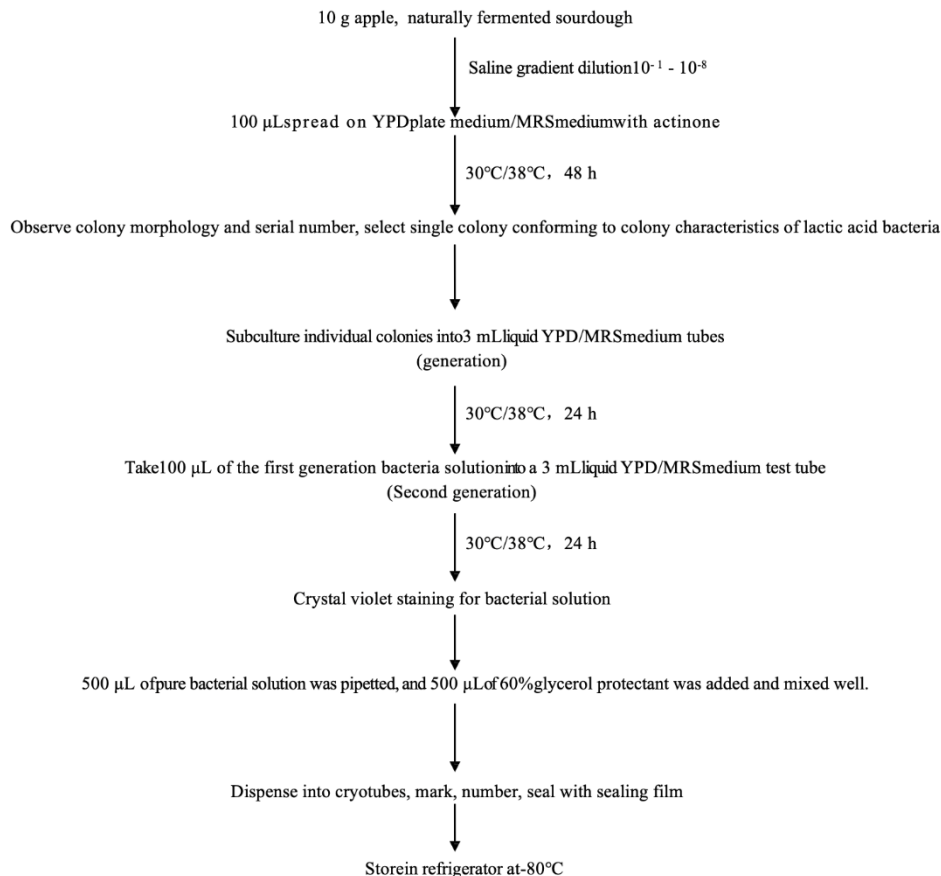 10 g apple, naturally fermented sourdough
Saline gradient dilution10⁻¹ - 10⁻⁸
100 μLspread on YPDplate medium/MRSmediumwith actinone
30℃/38℃，48 h
Observe colony morphology and serial number, select single colony conforming to colony characteristics of lactic acid bacteria
Subculture individual colonies into3 mLliquid YPD/MRSmedium tubes
(generation)
30℃/38℃，24 h
Take100 μL of the first generation bacteria solutioninto a 3 mLliquid YPD/MRSmedium test tube
(Second generation)
30℃/38℃，24 h
Crystal violet staining for bacterial solution
500 μL ofpure bacterial solution was pipetted, and 500 μLof 60%glycerol protectant was added and mixed well.
Dispense into cryotubes, mark, number, seal with sealing film
Storein refrigerator at-80℃